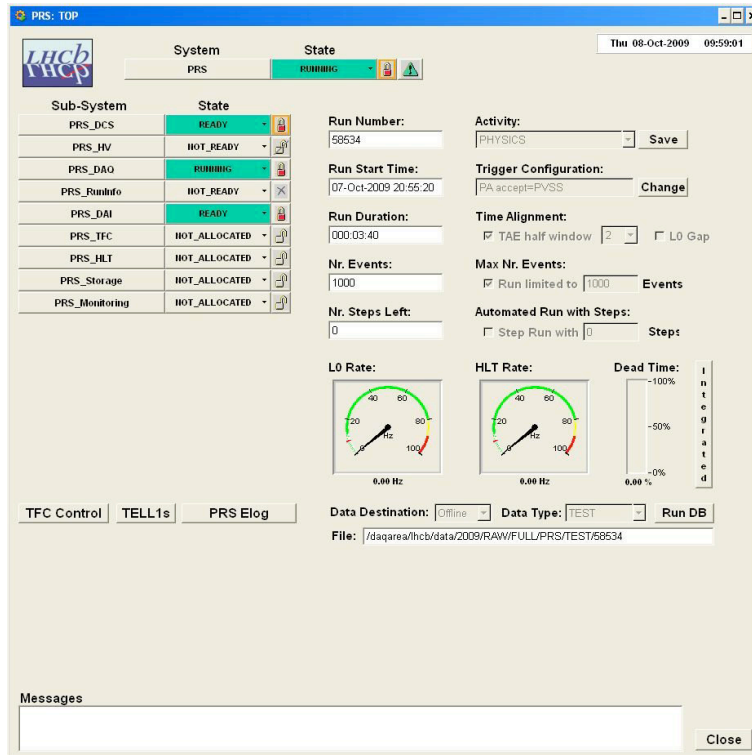 PRS: TOP
LHCb
LHCb
System State
PRS RUNNING
Thu 08-Oct-2009 09:59:01
Sub-System State
PRS_DCS READY
PRS_HV NOT_READY
PRS_DAQ RUNNING
PRS_RunInfo NOT_READY
PRS_DAI READY
PRS_TFC NOT_ALLOCATED
PRS_HLT NOT_ALLOCATED
PRS_Storage NOT_ALLOCATED
PRS_Monitoring NOT_ALLOCATED
Run Number:
58534
Run Start Time:
07-Oct-2009 20:55:20
Run Duration:
000:03:40
Nr. Events:
1000
Nr. Steps Left:
0
Activity:
PHYSICS Save
Trigger Configuration:
PA accept=PVSS Change
Time Alignment:
TAE half window 2 L0 Gap
Max Nr. Events:
Run limited to 1000 Events
Automated Run with Steps:
Step Run with 0 Steps
L0 Rate:
0 20 40 60 80 100
Hz
0.00 Hz
HLT Rate:
0 20 40 60 80 100
Hz
0.00 Hz
Dead Time:
-100%
-50%
-0%
0.00 %
Integrated
TFC Control TELL1s PRS Elog
Data Destination: Offline Data Type: TEST Run DB
File: /daqarea/lhcb/data/2009/RAW/FULL/PRS/TEST/58534
Messages
Close